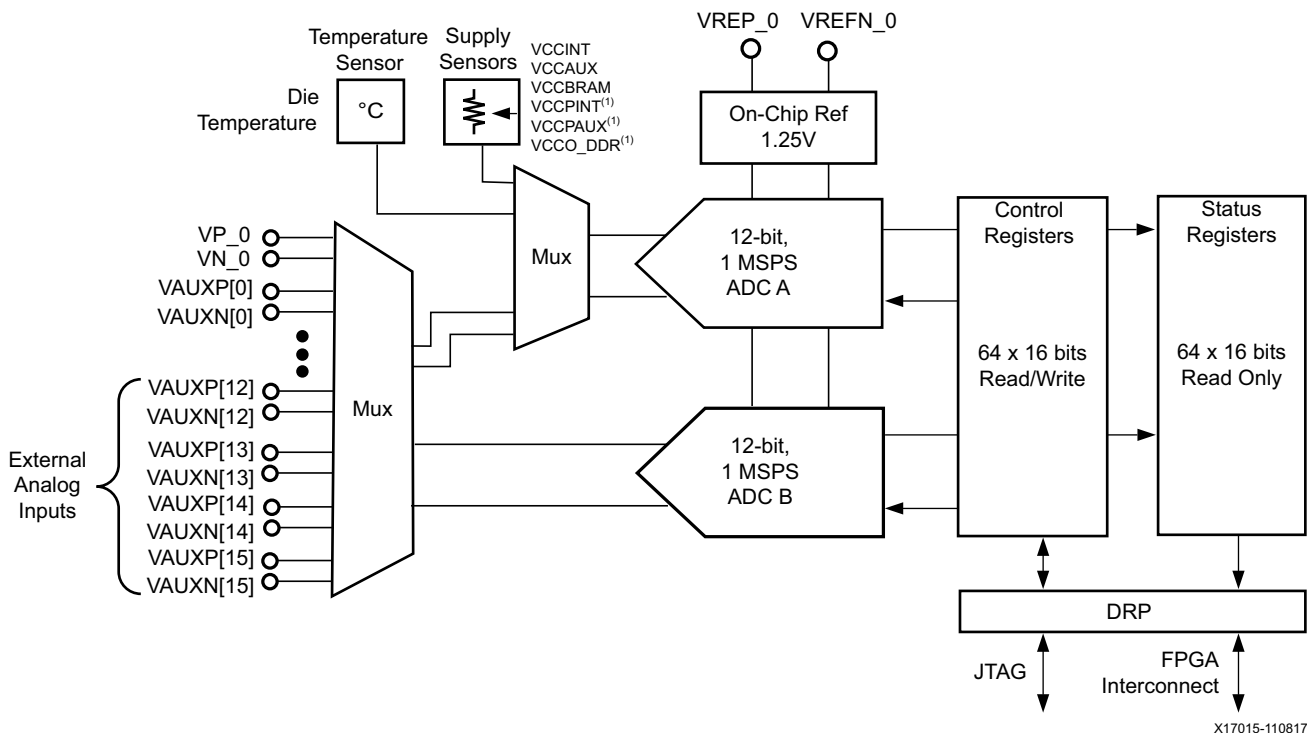 VREP_0 VREFN_0
Temperature
Sensor
Supply
Sensors
VCCINT
VCCAUX
VCCBRAM
VCCPINT(1)
VCCPAUX(1)
VCCO_DDR(1)
Die
Temperature
°C
On-Chip Ref
1.25V
VP_0
VN_0
VAUXP[0]
VAUXN[0]
VAUXP[12]
VAUXN[12]
VAUXP[13]
VAUXN[13]
VAUXP[14]
VAUXN[14]
VAUXP[15]
VAUXN[15]
External
Analog
Inputs
Mux
Mux
12-bit,
1 MSPS
ADC A
12-bit,
1 MSPS
ADC B
Control
Registers
64 x 16 bits
Read/Write
Status
Registers
64 x 16 bits
Read Only
DRP
JTAG
FPGA
Interconnect
X17015-110817